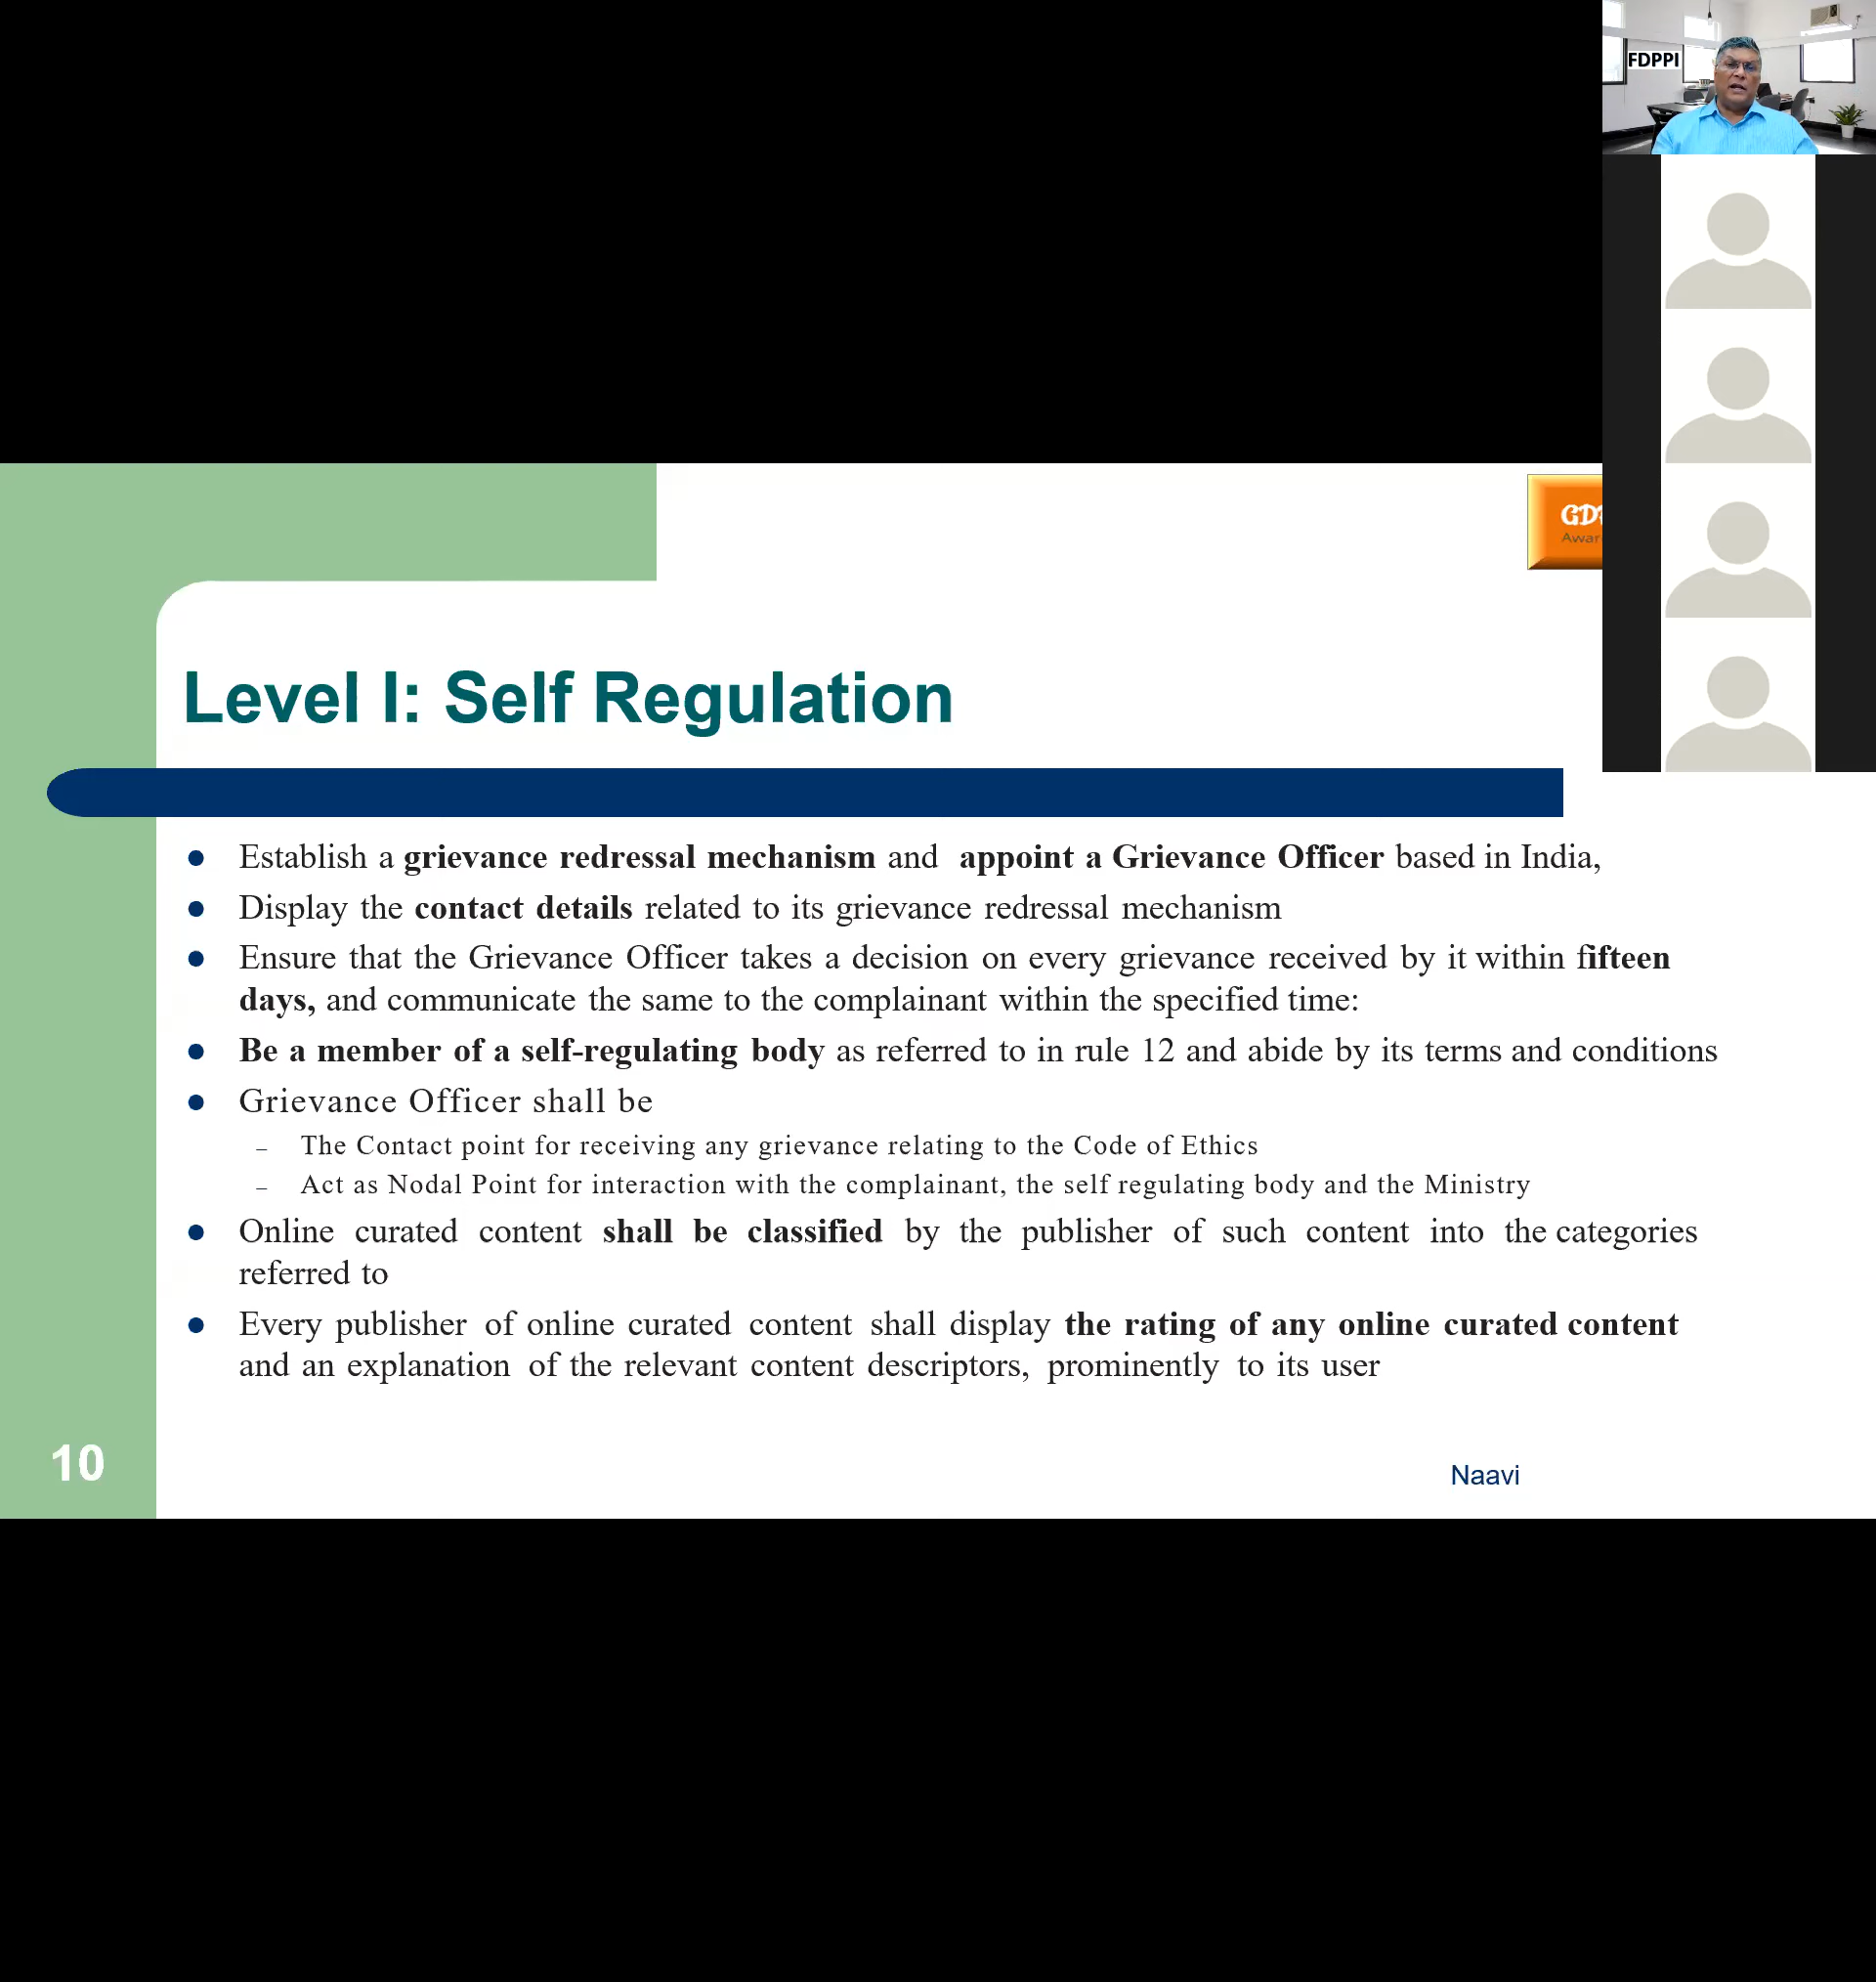 FDPPI
Level I: Self Regulation
Establish a grievance redressal mechanism and appoint a Grievance Officer based in India,
Display the contact details related to its grievance redressal mechanism
Ensure that the Grievance Officer takes a decision on every grievance received by it within fifteen
days, and communicate the same to the complainant within the specified time:
Be a member of a self-regulating body as referred to in rule 12 and abide by its terms and conditions
Grievance Officer shall be
– The Contact point for receiving any grievance relating to the Code of Ethics
– Act as Nodal Point for interaction with the complainant, the self regulating body and the Ministry
Online curated content shall be classified by the publisher of such content into the categories
referred to
Every publisher of online curated content shall display the rating of any online curated content
and an explanation of the relevant content descriptors, prominently to its user
10
Naavi